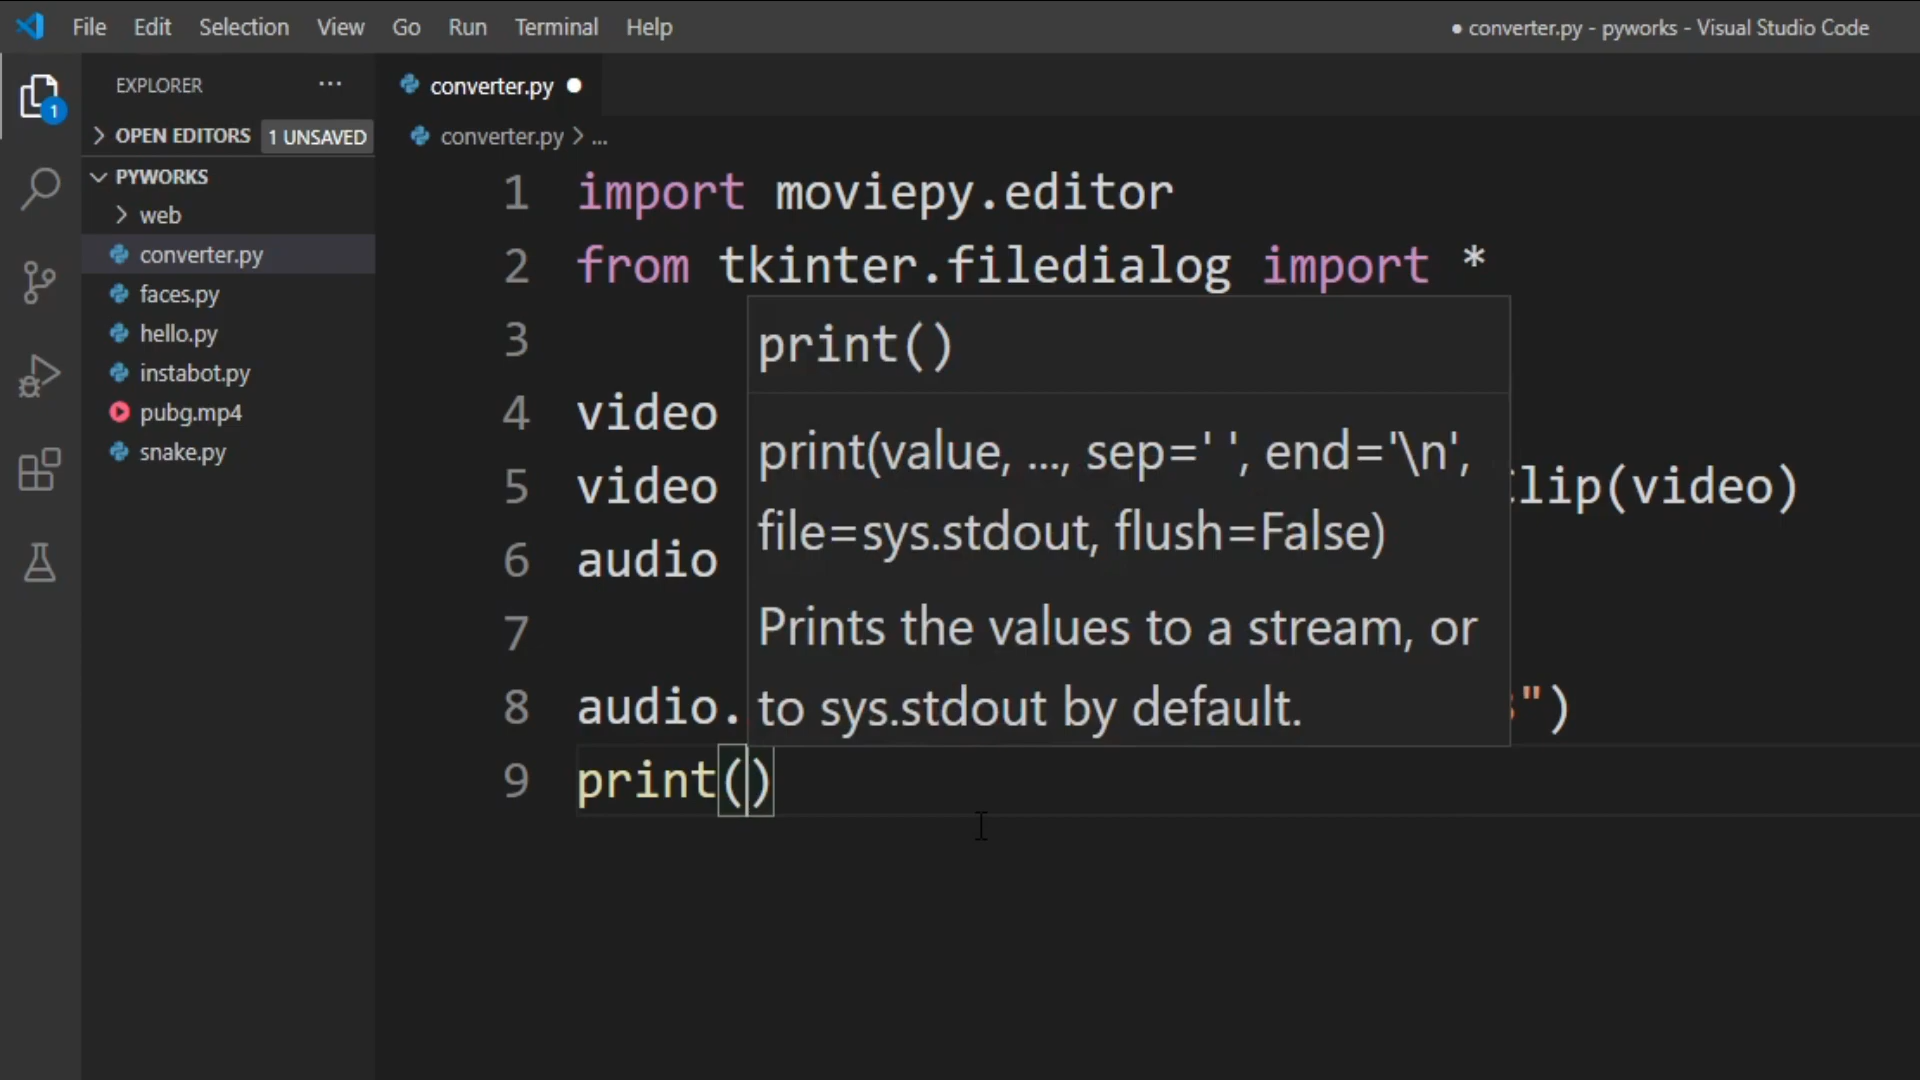 File Edit Selection View Go Run Terminal Help
● converter.py - pyworks - Visual Studio Code
EXPLORER ...
1
OPEN EDITORS 1 UNSAVED
PYWORKS
web
converter.py
faces.py
hello.py
instabot.py
pubg.mp4
snake.py
converter.py
converter.py > ...
1 import moviepy.editor
2 from tkinter.filedialog import *
3
4 video
5 video lip(video)
6 audio
7
8 audio. ")
9 print()
print()
print(value, ..., sep=' ', end='\n',
file=sys.stdout, flush=False)
Prints the values to a stream, or
to sys.stdout by default.